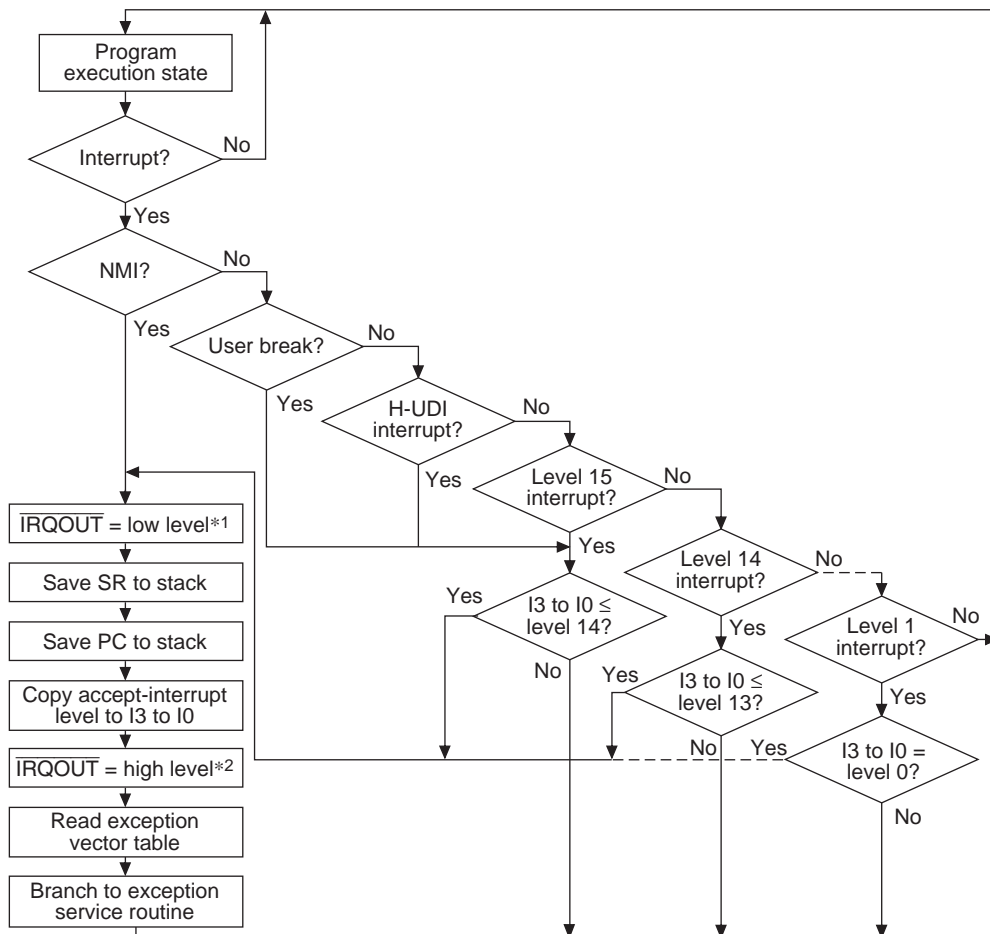 Program
execution state
Interrupt?
No
Yes
NMI?
No
Yes
User break?
No
Yes
H-UDI
interrupt?
No
Yes
Level 15
interrupt?
No
Yes
Level 14
interrupt?
No
Yes
Level 1
interrupt?
No
Yes
I3 to I0 ≤
level 14?
Yes
No
I3 to I0 ≤
level 13?
Yes
No
I3 to I0 =
level 0?
Yes
No
IRQOUT = low level*1
Save SR to stack
Save PC to stack
Copy accept-interrupt
level to I3 to I0
IRQOUT = high level*2
Read exception
vector table
Branch to exception
service routine